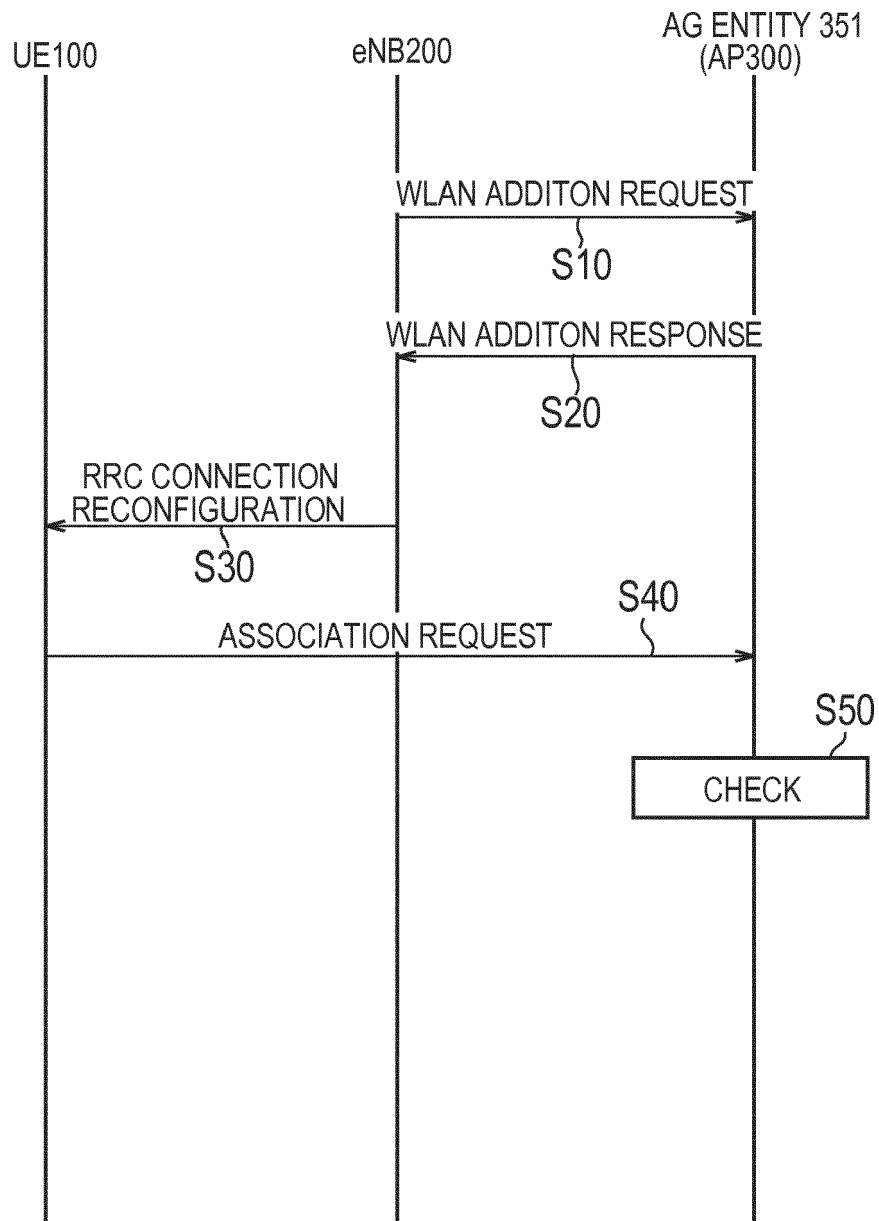 UE100
eNB200
AG ENTITY 351
(AP300)
WLAN ADDITON REQUEST
S10
WLAN ADDITON RESPONSE
S20
RRC CONNECTION
RECONFIGURATION
S30
S40
ASSOCIATION REQUEST
S50
CHECK